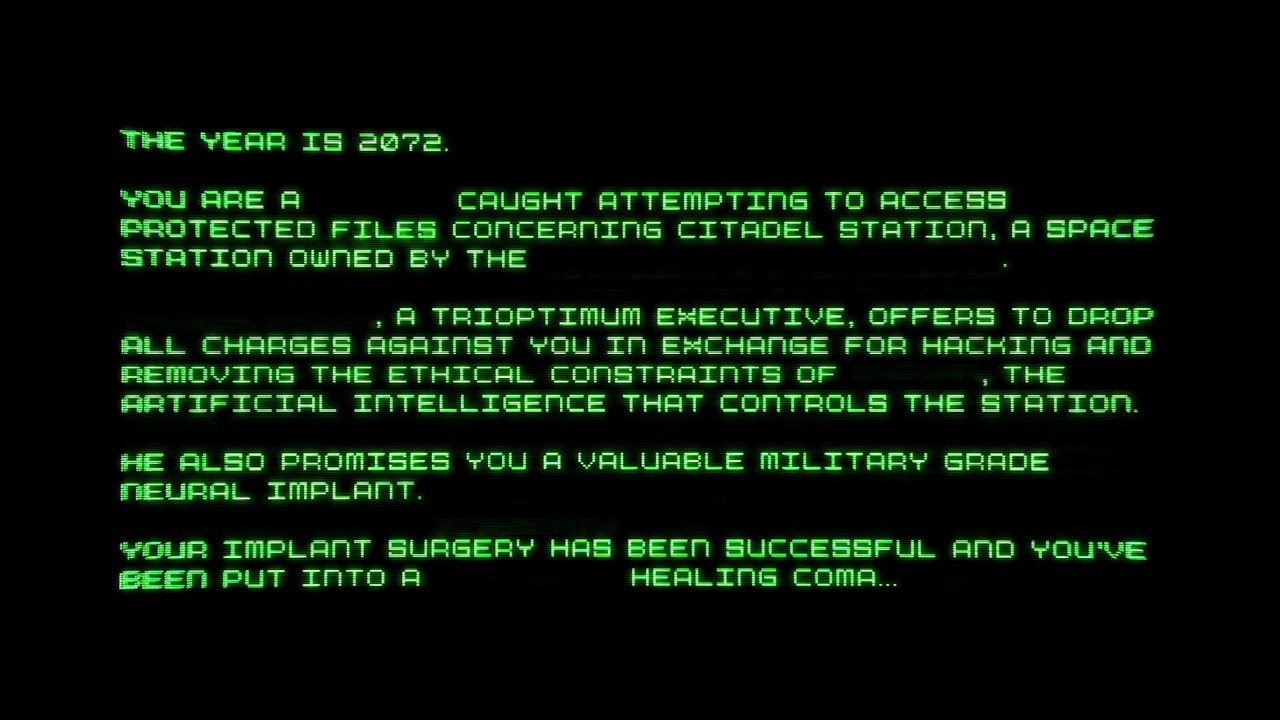 THE YEAR IS 2072.
YOU ARE A CAUGHT ATTEMPTING TO ACCESS
PROTECTED FILES CONCERNING CITADEL STATION, A SPACE
STATION OWNED BY THE .
, A TRIOPTIMUM EXECUTIVE, OFFERS TO DROP
ALL CHARGES AGAINST YOU IN EXCHANGE FOR HACKING AND
REMOVING THE ETHICAL CONSTRAINTS OF , THE
ARTIFICIAL INTELLIGENCE THAT CONTROLS THE STATION.
HE ALSO PROMISES YOU A VALUABLE MILITARY GRADE
NEURAL IMPLANT.
YOUR IMPLANT SURGERY HAS BEEN SUCCESSFUL AND YOU'VE
BEEN PUT INTO A HEALING COMA...